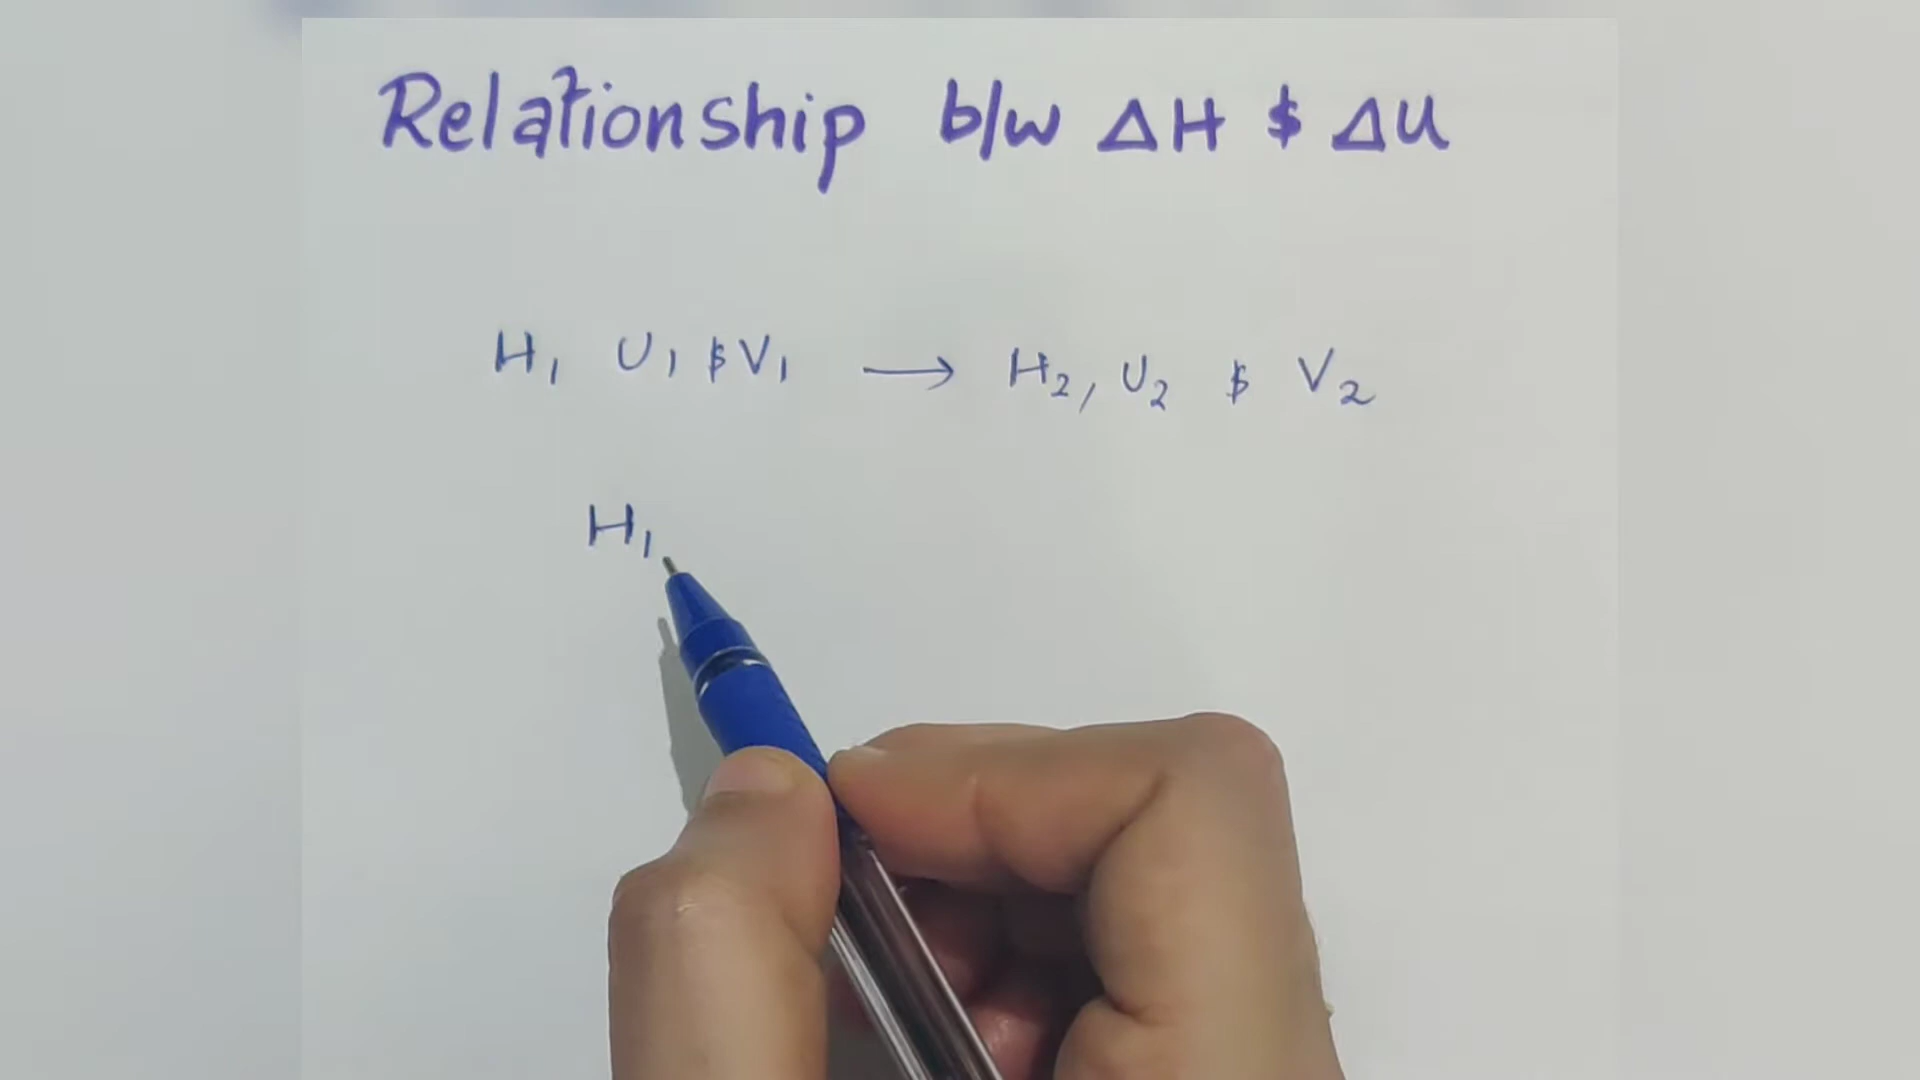 Relationship b/w ΔH & ΔU
H₁ U₁ & V₁ → H₂, U₂ & V₂
H₁